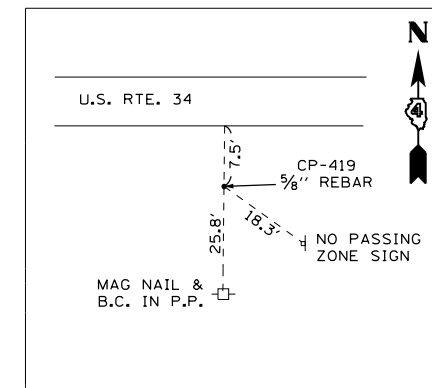 N
4
U.S. RTE. 34
7.5'
CP-419
5/8'' REBAR
25.8'
18.3'
NO PASSING
ZONE SIGN
MAG NAIL &
B.C. IN P.P.